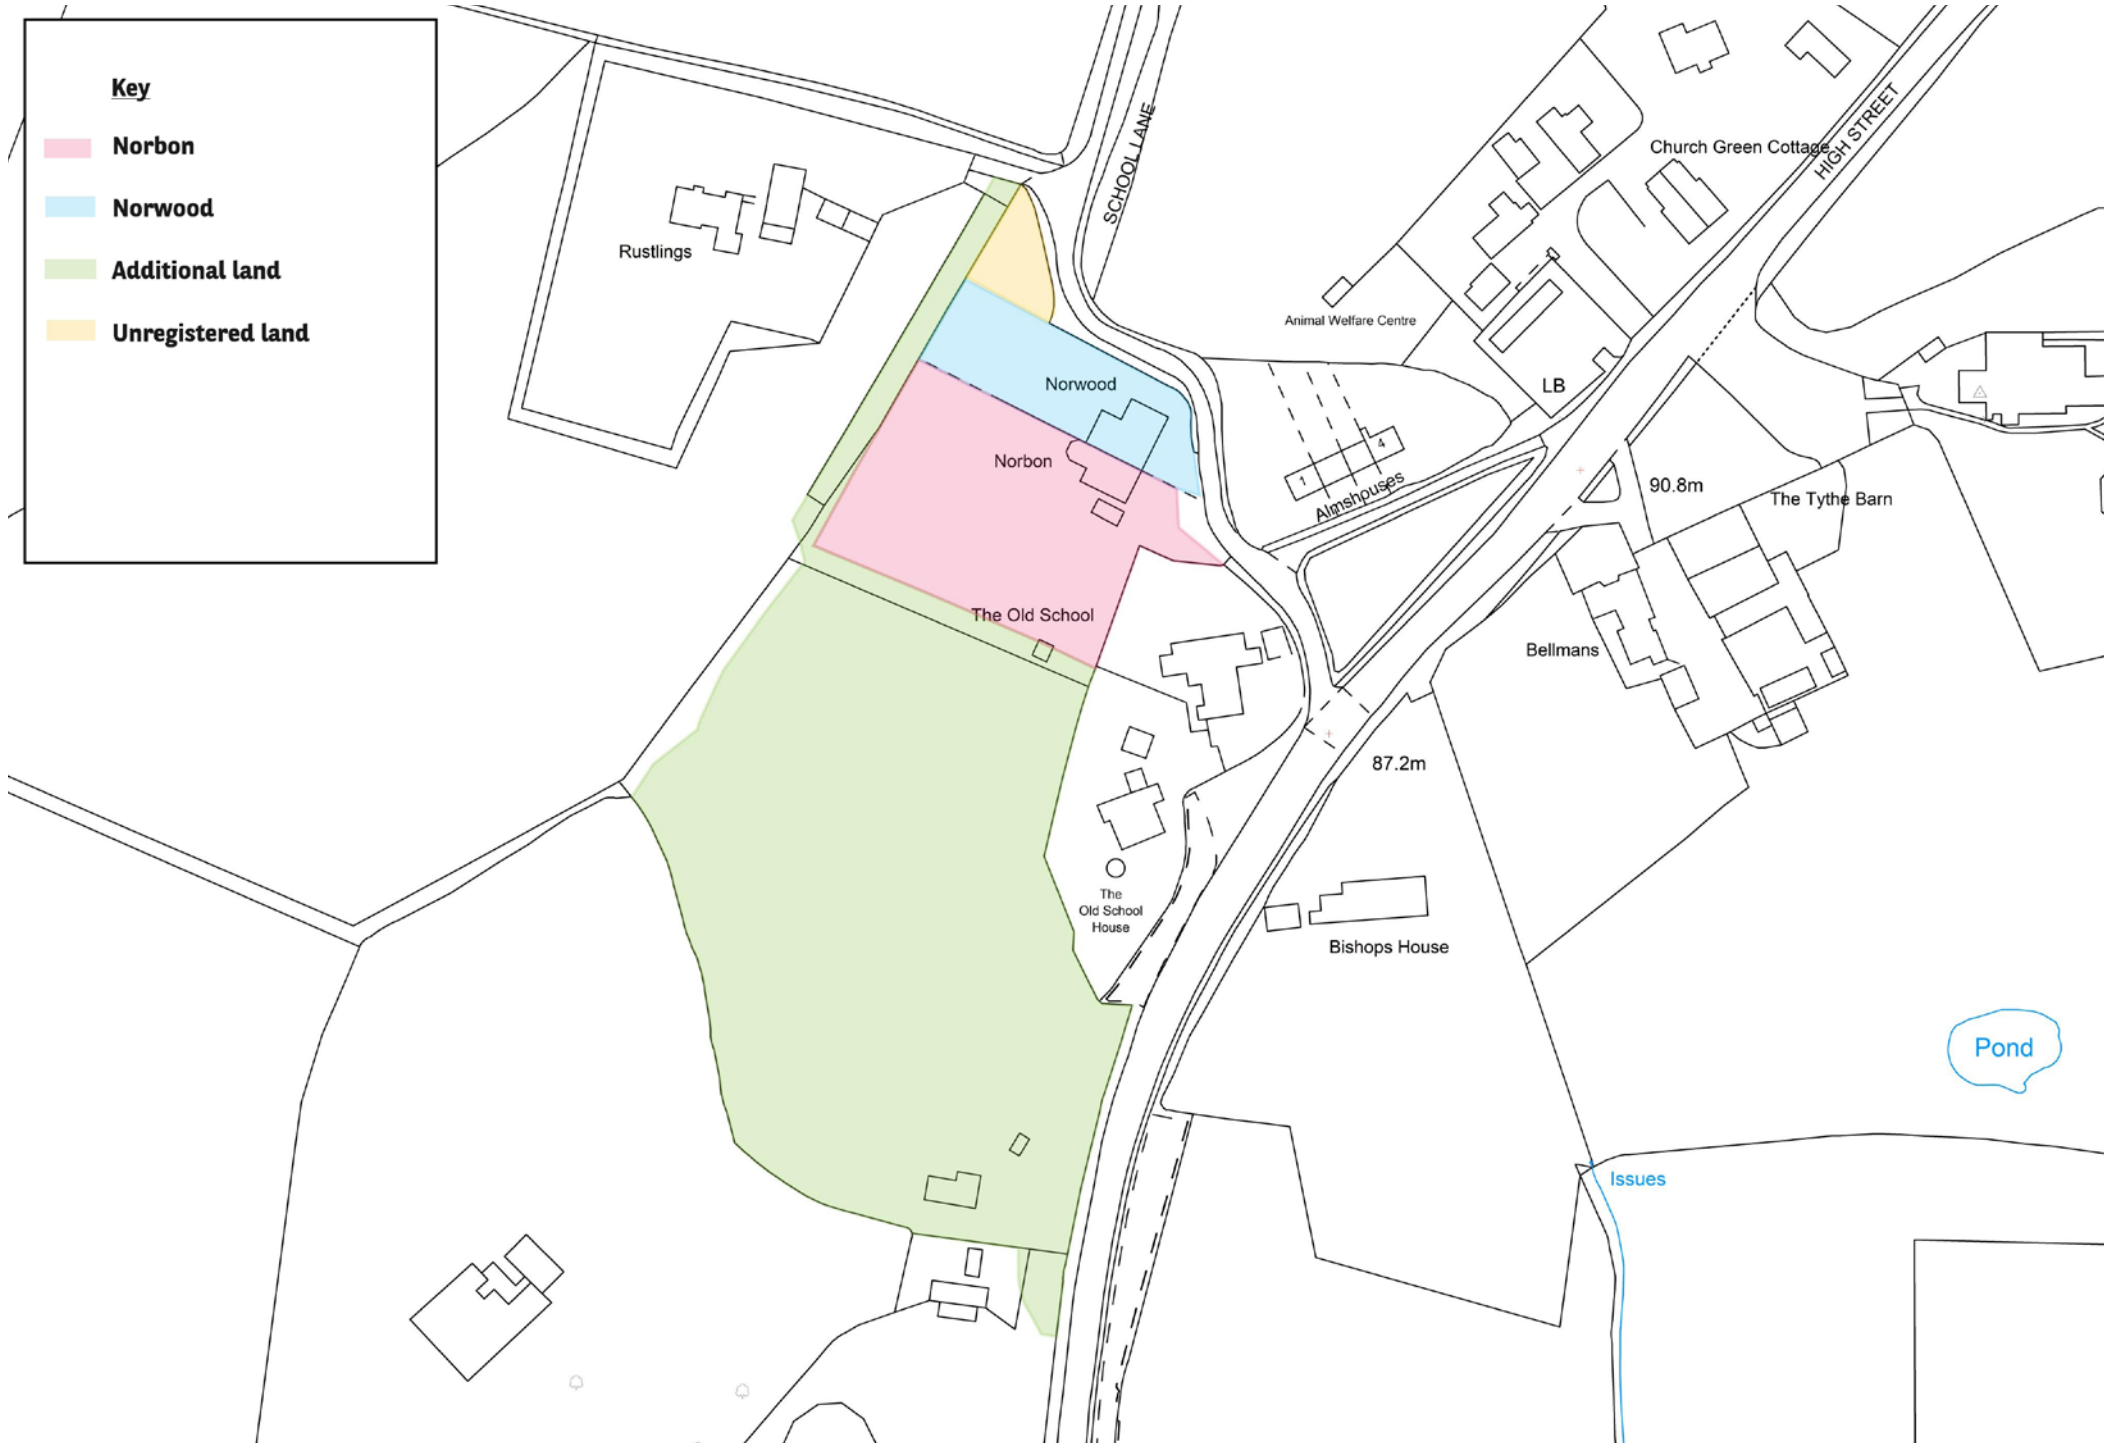 Key
Norbon
Norwood
Additional land
Unregistered land
SCHOOL LANE
HIGH STREET
Church Green Cottage
Rustlings
Animal Welfare Centre
Norwood
LB
Norbon
1
4
Almshouses
90.8m
The Tythe Barn
The Old School
Bellmans
87.2m
The
Old School
House
Bishops House
Pond
Issues